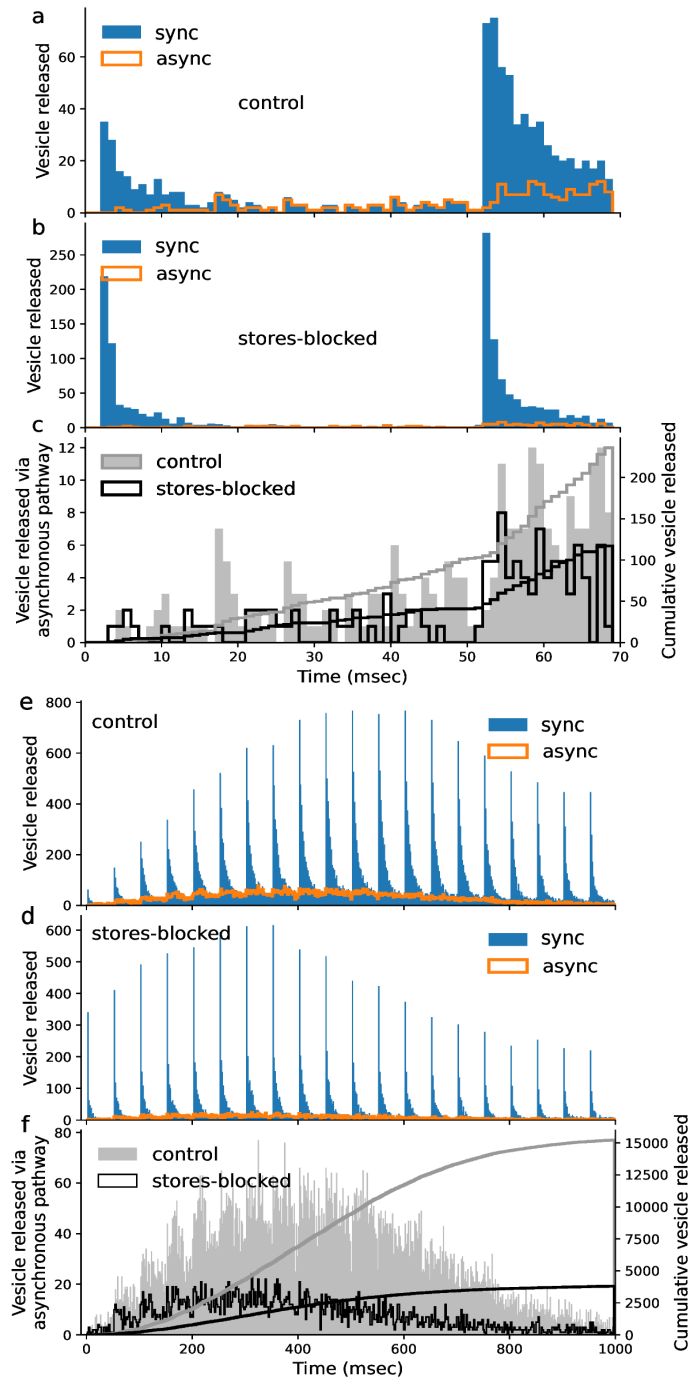 a
sync
async
control
Vesicle released
60
40
20
0
b
sync
async
stores-blocked
Vesicle released
250
200
150
100
50
0
c
control
stores-blocked
Vesicle released via
asynchronous pathway
12
10
8
6
4
2
0
200
150
100
50
0
Cumulative vesicle released
0 10 20 30 40 50 60 70
Time (msec)
e
control
sync
async
Vesicle released
800
600
400
200
0
d
stores-blocked
sync
async
Vesicle released
600
500
400
300
200
100
0
f
control
stores-blocked
Vesicle released via
asynchronous pathway
80
60
40
20
0
15000
12500
10000
7500
5000
2500
0
Cumulative vesicle released
0 200 400 600 800 1000
Time (msec)